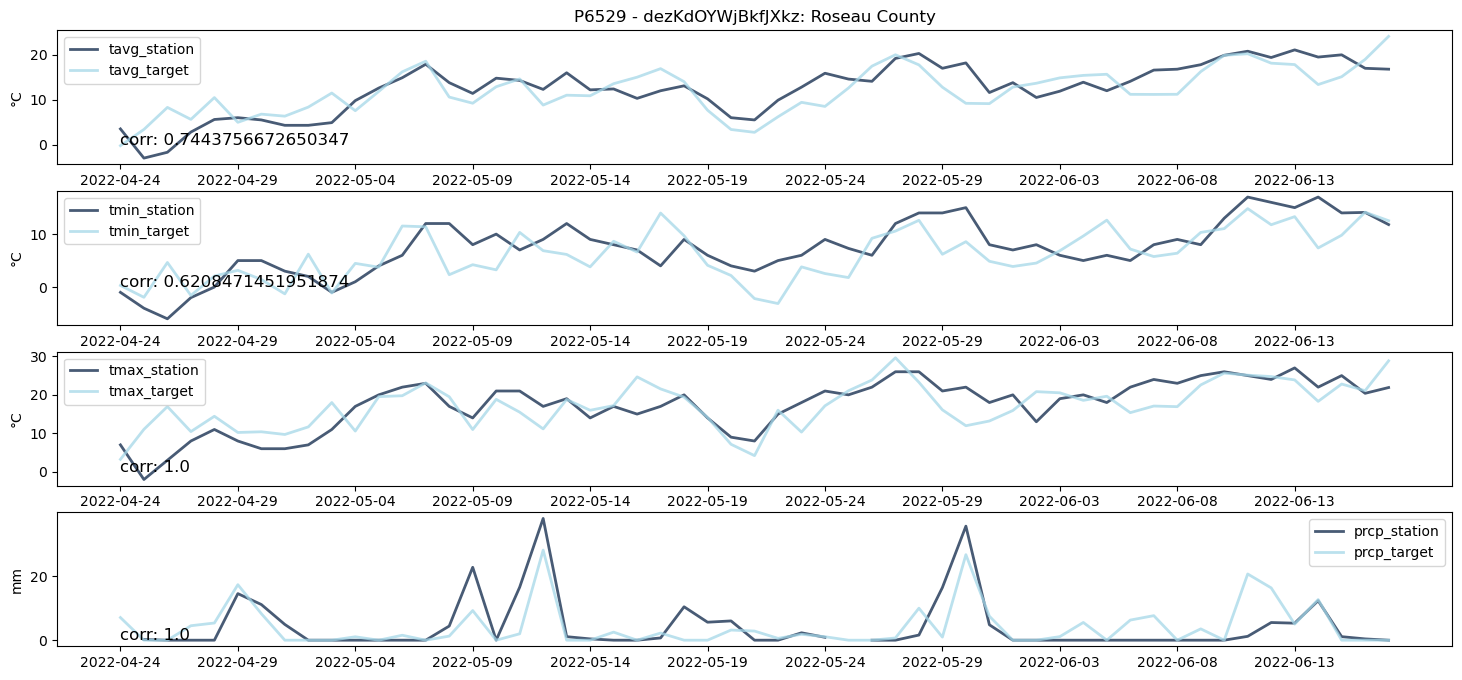 P6529 - dezKdOYWjBkfJXkz: Roseau County
tavg_station
tavg_target
20
10
0
°C
corr: 0.7443756672650347
2022-04-24 2022-04-29 2022-05-04 2022-05-09 2022-05-14 2022-05-19 2022-05-24 2022-05-29 2022-06-03 2022-06-08 2022-06-13
tmin_station
tmin_target
10
0
°C
corr: 0.6208471451951874
2022-04-24 2022-04-29 2022-05-04 2022-05-09 2022-05-14 2022-05-19 2022-05-24 2022-05-29 2022-06-03 2022-06-08 2022-06-13
tmax_station
tmax_target
30
20
10
0
°C
corr: 1.0
2022-04-24 2022-04-29 2022-05-04 2022-05-09 2022-05-14 2022-05-19 2022-05-24 2022-05-29 2022-06-03 2022-06-08 2022-06-13
prcp_station
prcp_target
20
0
mm
corr: 1.0
2022-04-24 2022-04-29 2022-05-04 2022-05-09 2022-05-14 2022-05-19 2022-05-24 2022-05-29 2022-06-03 2022-06-08 2022-06-13